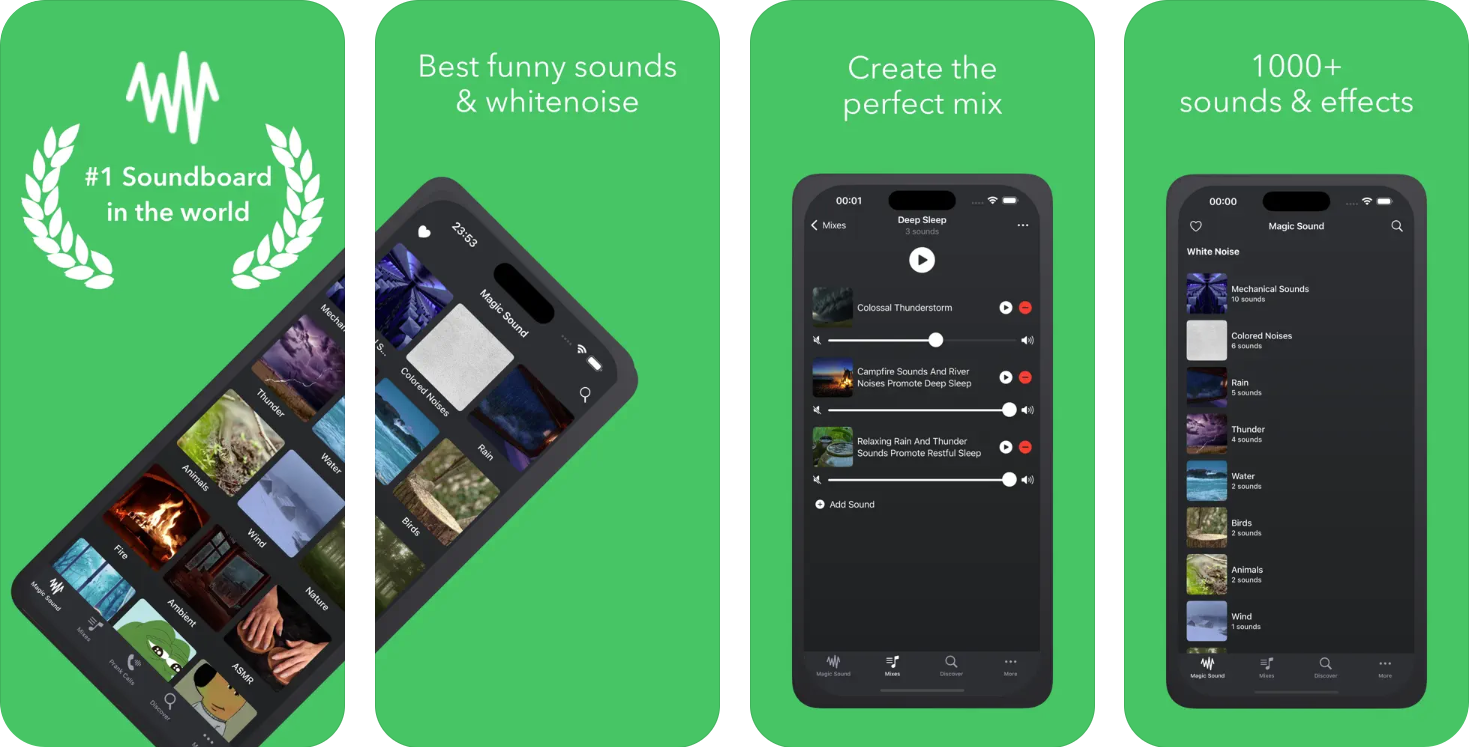 #1 Soundboard
in the world
Mechan
Thunder
Water
Animals
Wind
Nature
Fire
Ambient
ASMR
Magic Sound
Mixes
Prank Calls
Discover
Best funny sounds
& whitenoise
23:53
Magic Sound
l S...
Colored Noises
Rain
Birds
Create the
perfect mix
00:01
Mixes
Deep Sleep
3 sounds
Colossal Thunderstorm
Campfire Sounds And River
Noises Promote Deep Sleep
Relaxing Rain And Thunder
Sounds Promote Restful Sleep
Add Sound
Magic Sound
Mixes
Discover
More
1000+
sounds & effects
00:00
Magic Sound
White Noise
Mechanical Sounds
10 sounds
Colored Noises
6 sounds
Rain
5 sounds
Thunder
4 sounds
Water
2 sounds
Birds
2 sounds
Animals
2 sounds
Wind
1 sounds
Magic Sound
Mixes
Discover
More